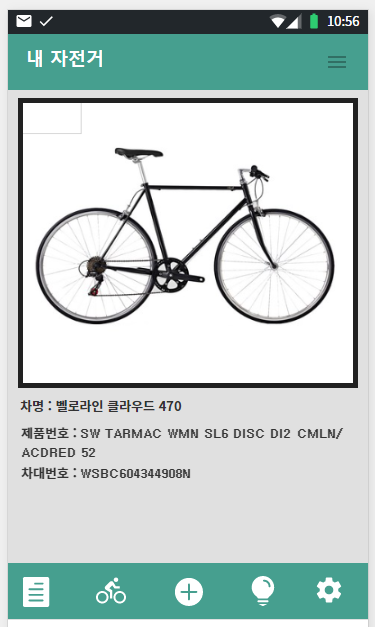 10:56
내 자전거
차명 : 벨로라인 클라우드 470
제품번호 : SW TARMAC WMN SL6 DISC DI2 CMLN/
ACDRED 52
차대번호 : WSBC604344908N